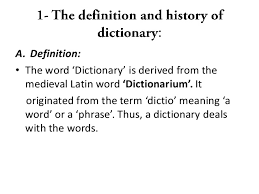 1- The definition and history of
dictionary:
A. Definition:
• The word ‘Dictionary’ is derived from the
medieval Latin word ‘Dictionarium’. It
originated from the term ‘dictio’ meaning ‘a
word’ or a ‘phrase’. Thus, a dictionary deals
with the words.